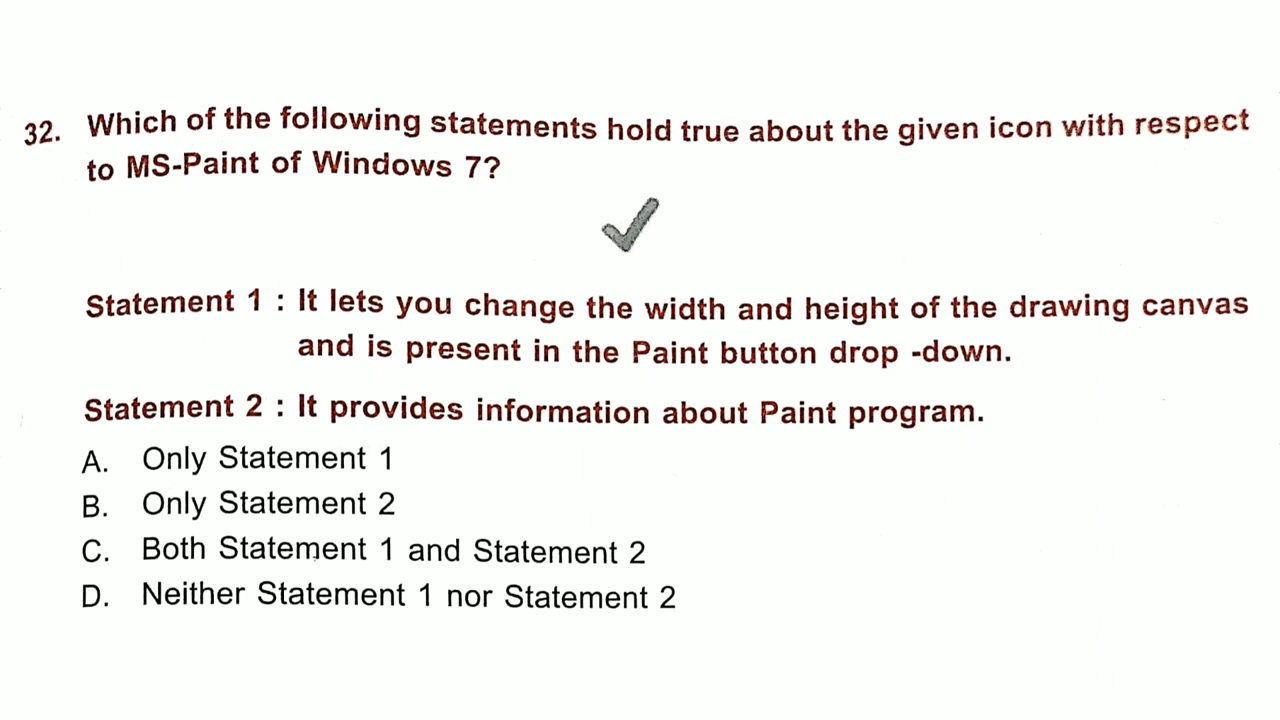 32. Which of the following statements hold true about the given icon with respect
to MS-Paint of Windows 7?
Statement 1 : It lets you change the width and height of the drawing canvas
and is present in the Paint button drop -down.
Statement 2 : It provides information about Paint program.
A. Only Statement 1
B. Only Statement 2
C. Both Statement 1 and Statement 2
D. Neither Statement 1 nor Statement 2